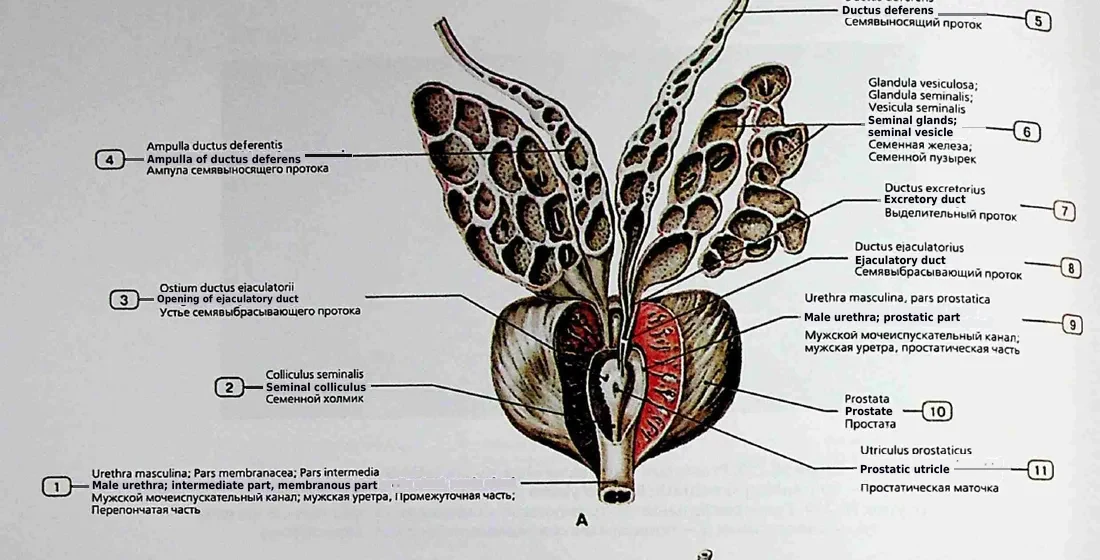 Ductus deferens
Семявыносящий проток
5
Glandula vesiculosa;
Glandula seminalis;
Vesicula seminalis
Seminal glands;
seminal vesicle
Семенная железа;
Семенной пузырек
6
Ampulla ductus deferentis
4
Ampulla of ductus deferens
Ампула семявыносящего протока
Ductus excretorius
Excretory duct
Выделительный проток
7
Ductus ejaculatorius
Ejaculatory duct
Семявыбрасывающий проток
8
Ostium ductus ejaculatorii
3
Opening of ejaculatory duct
Устье семявыбрасывающего протока
Urethra masculina, pars prostatica
Male urethra; prostatic part
9
Мужской мочеиспускательный канал;
мужская уретра, простатическая часть
Colliculus seminalis
2
Seminal colliculus
Семенной холмик
Prostata
Prostate
10
Простата
Utriculus prostaticus
Prostatic utricle
11
Простатическая маточка
Urethra masculina; Pars membranacea; Pars intermedia
1
Male urethra; intermediate part, membranous part
Мужской мочеиспускательный канал; мужская уретра, Промежуточная часть;
Перепончатая часть
A